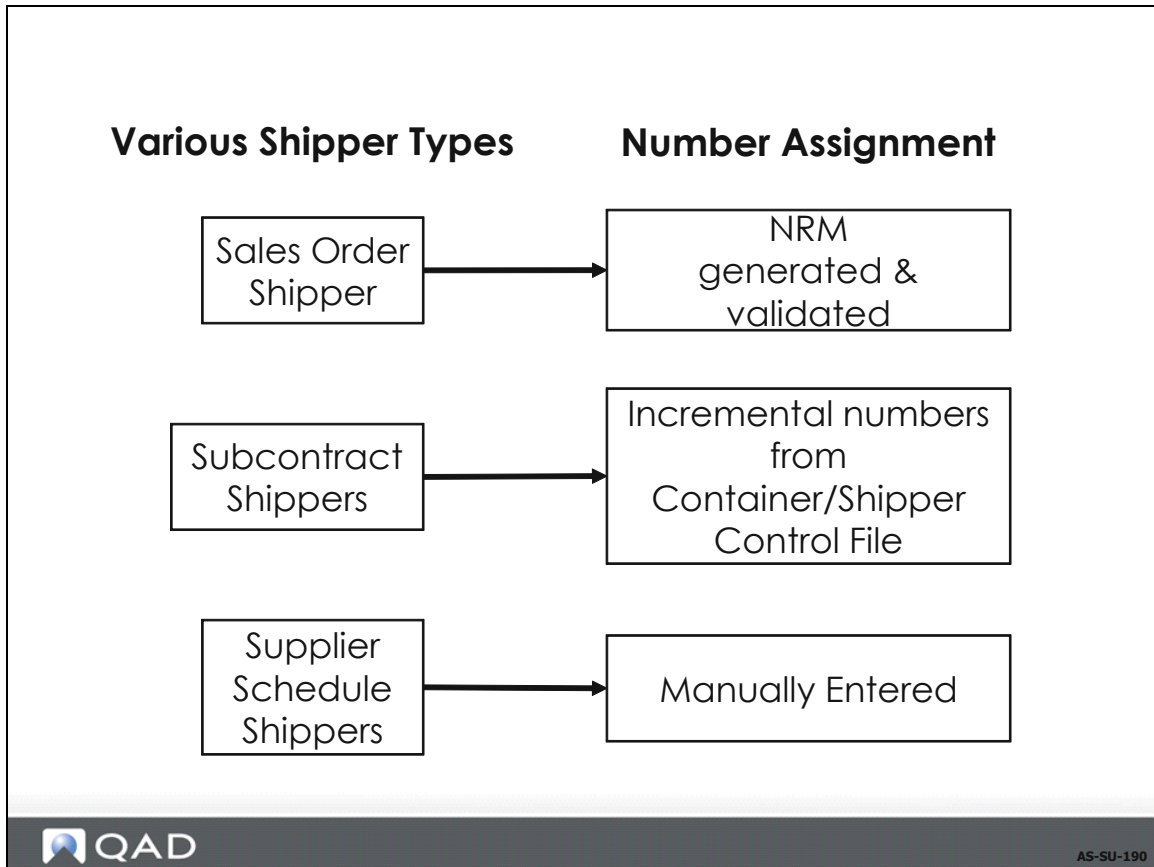 Various Shipper Types
Number Assignment
Sales Order
Shipper
NRM
generated &
validated
Subcontract
Shippers
Incremental numbers
from
Container/Shipper
Control File
Supplier
Schedule
Shippers
Manually Entered
QAD
AS-SU-190